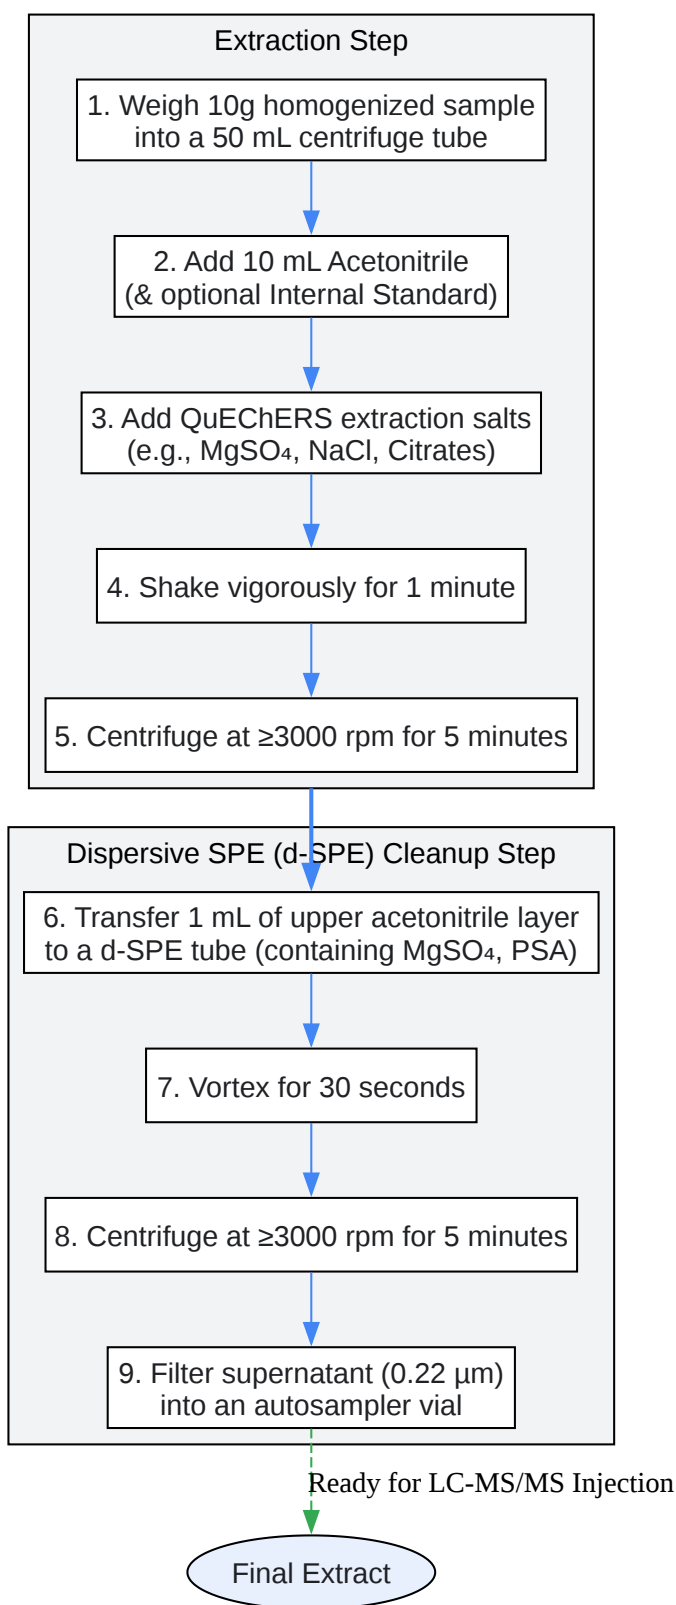 Extraction Step
1. Weigh 10g homogenized sample
into a 50 mL centrifuge tube
2. Add 10 mL Acetonitrile
(& optional Internal Standard)
3. Add QuEChERS extraction salts
(e.g., MgSO₄, NaCl, Citrates)
4. Shake vigorously for 1 minute
5. Centrifuge at ≥3000 rpm for 5 minutes
Dispersive SPE (d-SPE) Cleanup Step
6. Transfer 1 mL of upper acetonitrile layer
to a d-SPE tube (containing MgSO₄, PSA)
7. Vortex for 30 seconds
8. Centrifuge at ≥3000 rpm for 5 minutes
9. Filter supernatant (0.22 µm)
into an autosampler vial
Ready for LC-MS/MS Injection
Final Extract